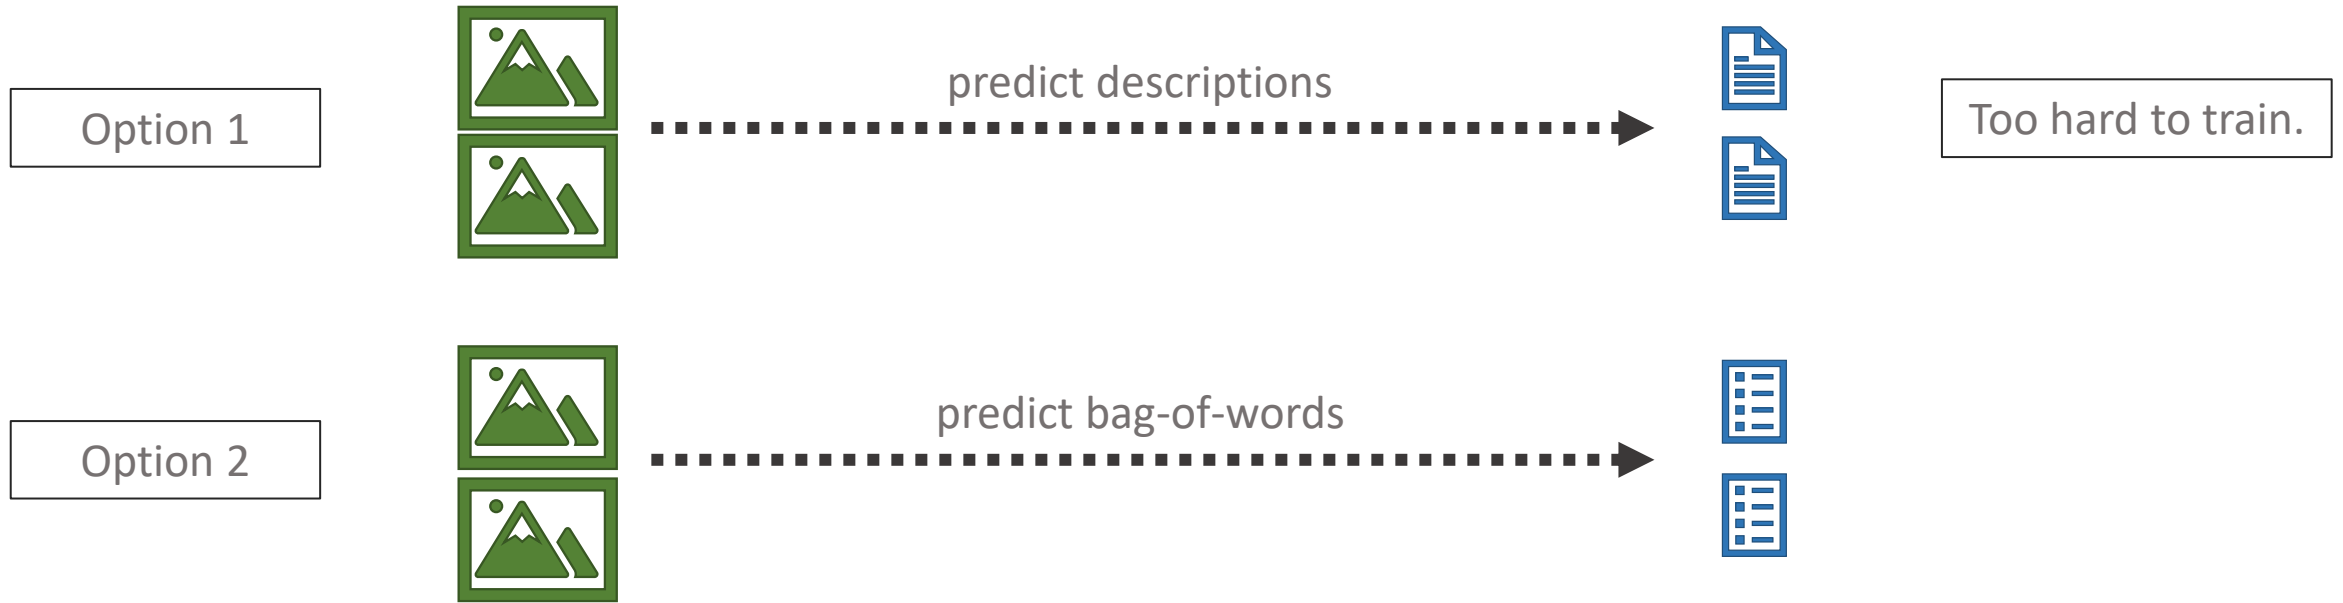 Option 1
predict descriptions
Too hard to train.
Option 2
predict bag-of-words